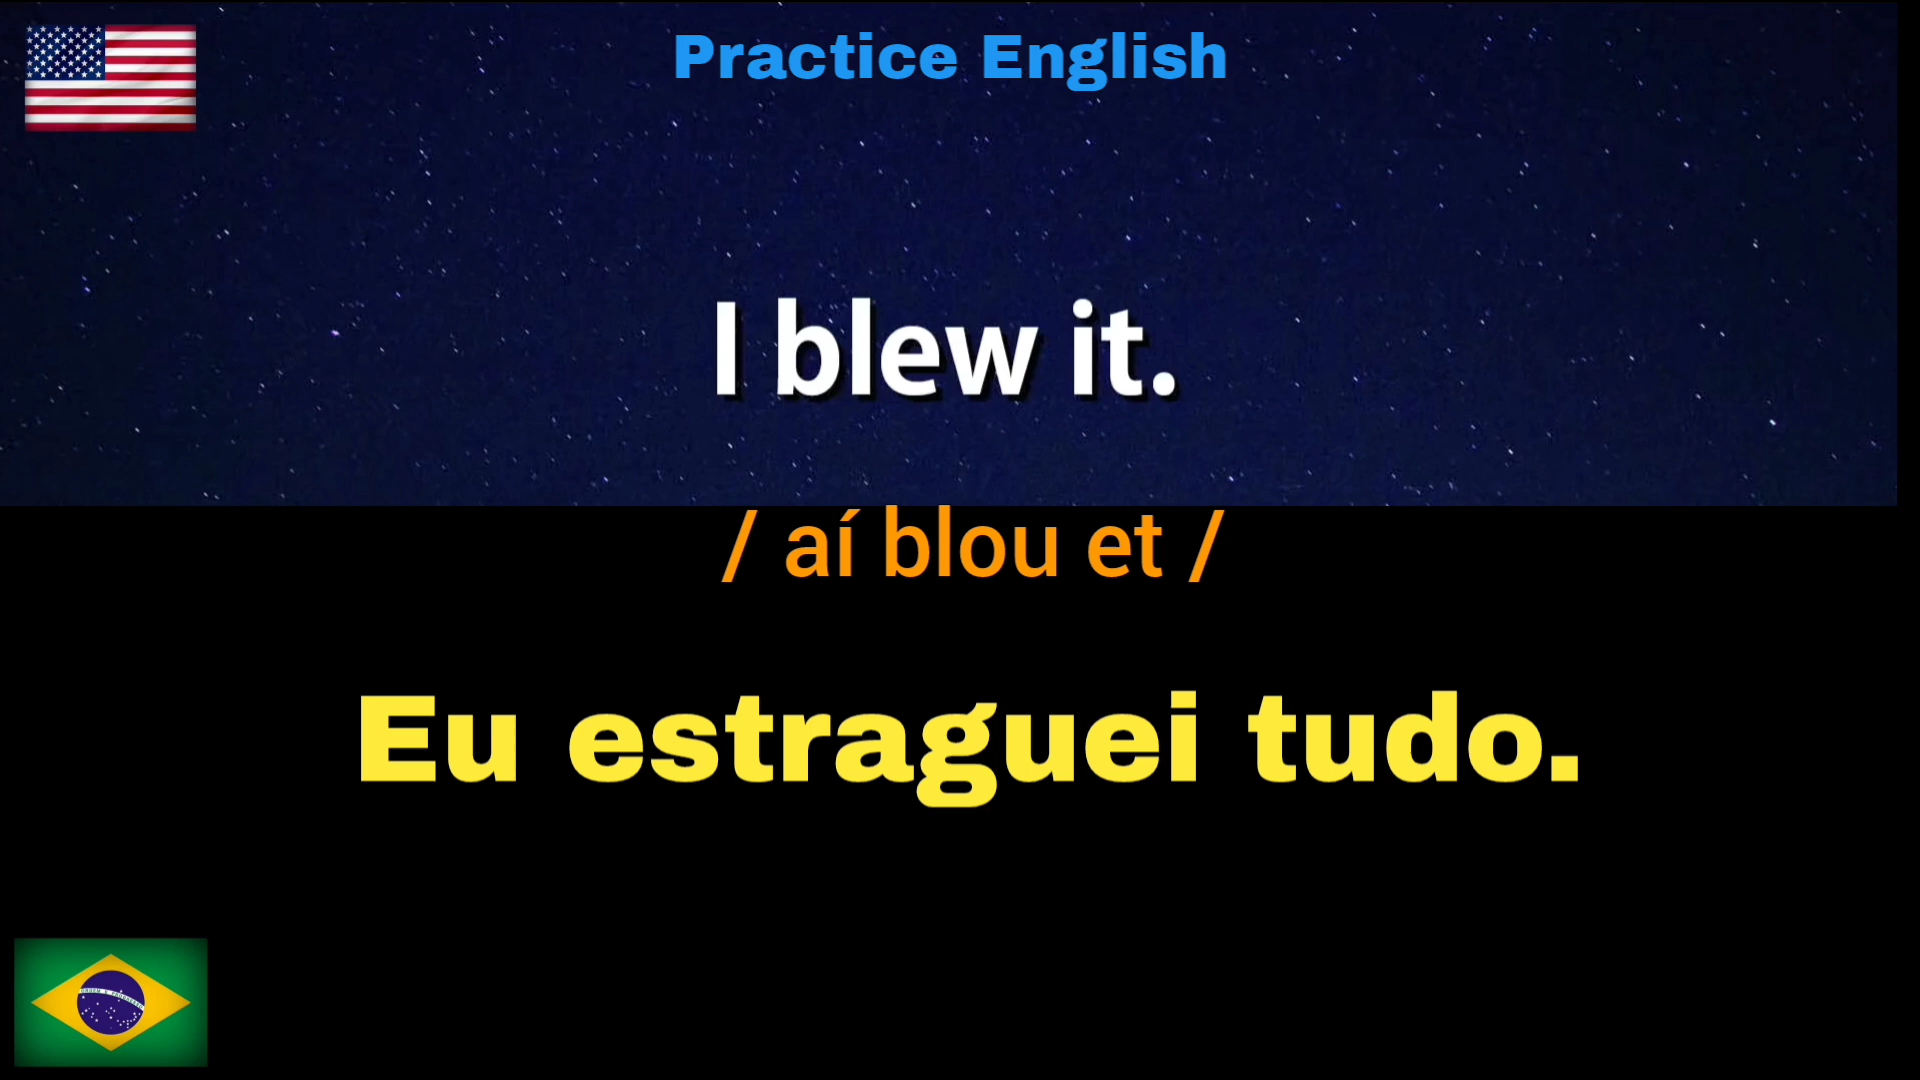 Practice English
I blew it.
/ aí blou et /
Eu estraguei tudo.